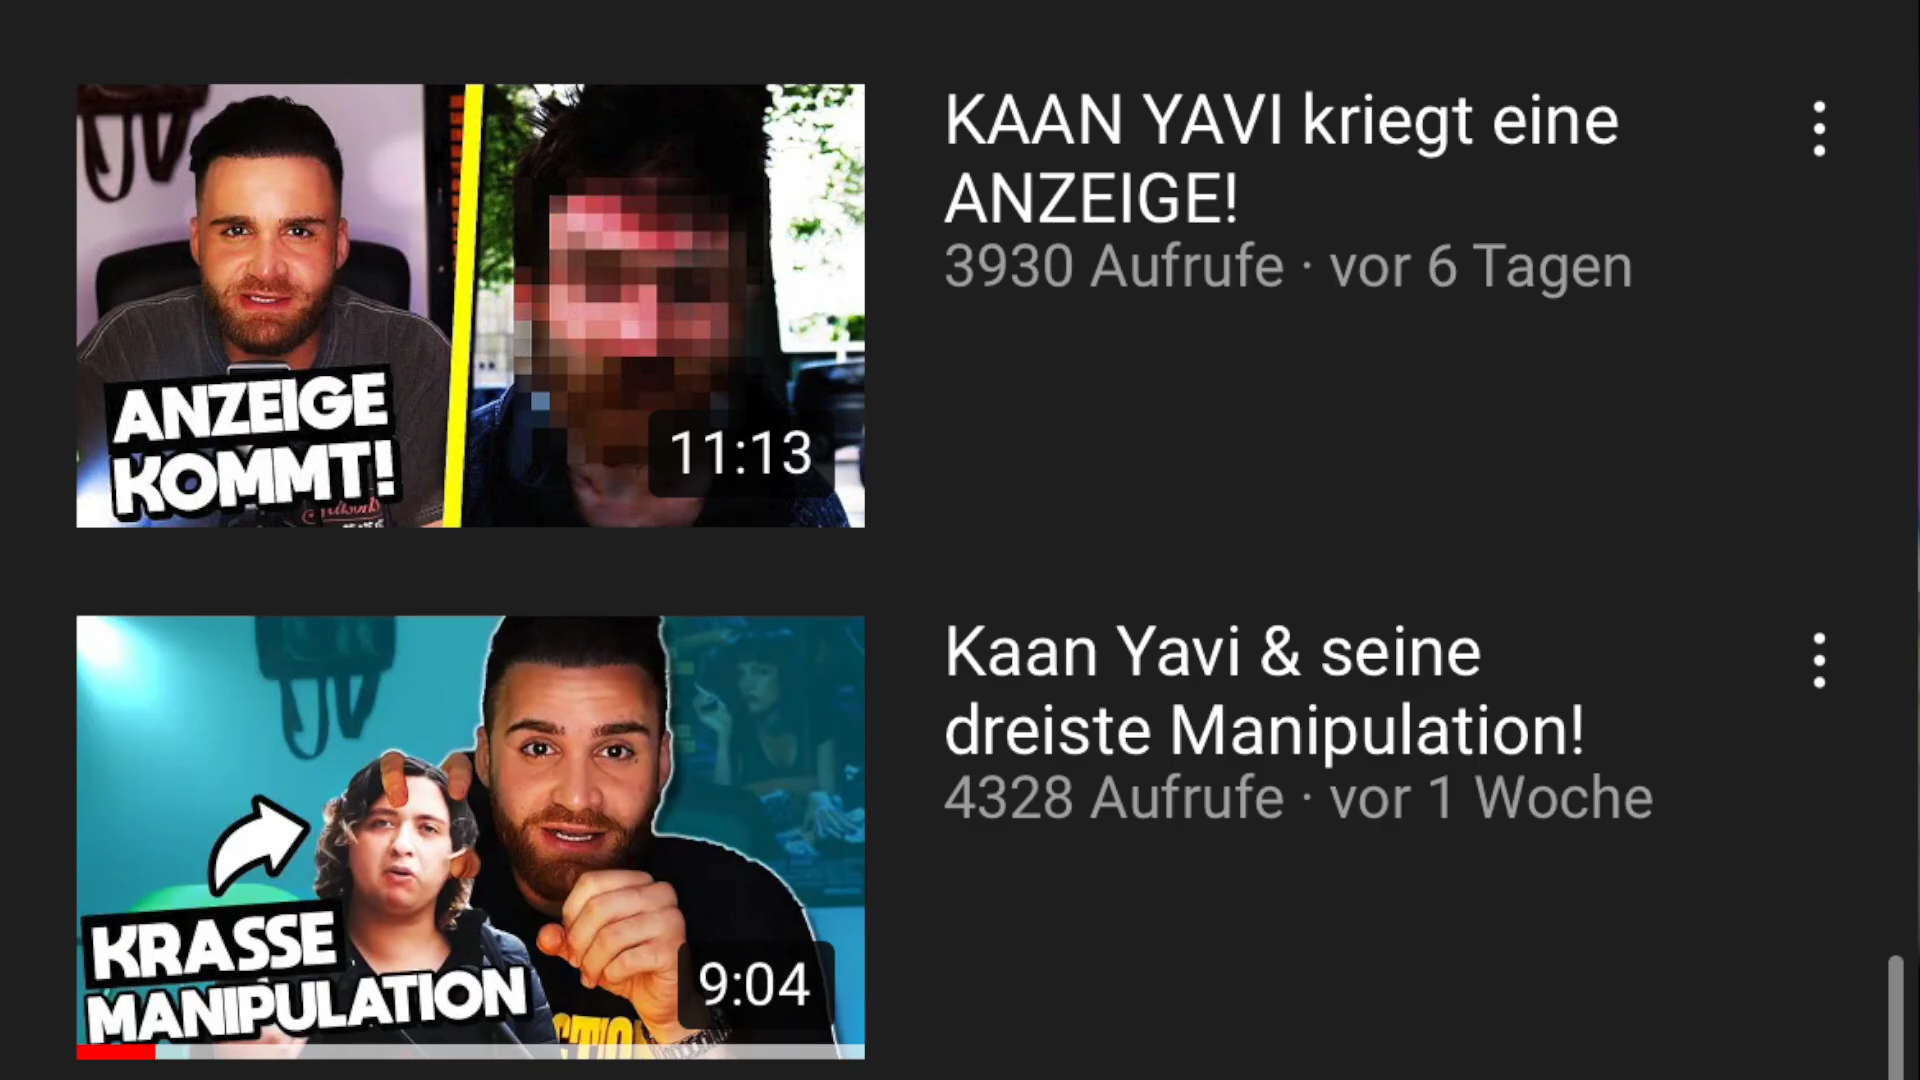 KAAN YAVI kriegt eine
ANZEIGE!
3930 Aufrufe · vor 6 Tagen
ANZEIGE
KOMMT!
11:13
Kaan Yavi & seine
dreiste Manipulation!
4328 Aufrufe · vor 1 Woche
KRASSE
MANIPULATION
9:04